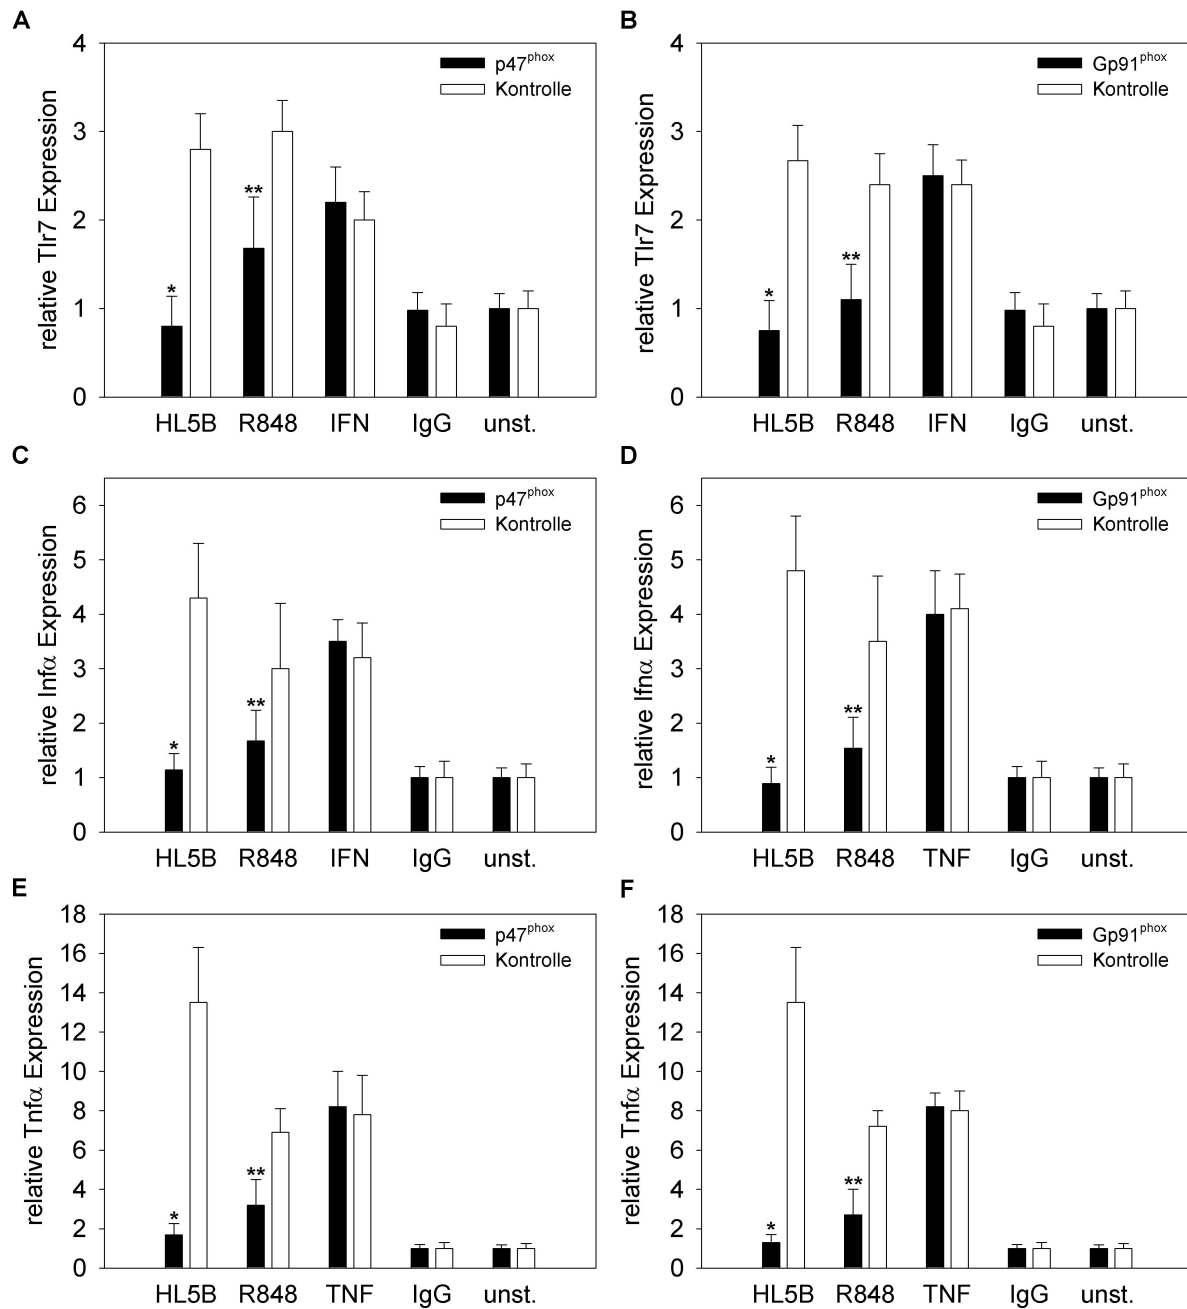 A
relative Tlr7 Expression
4
3
2
1
0
p47phox
Kontrolle
*
**
HL5B R848 IFN IgG unst.
B
relative Tlr7 Expression
4
3
2
1
0
Gp91phox
Kontrolle
*
**
HL5B R848 IFN IgG unst.
C
relative Infα Expression
6
5
4
3
2
1
0
p47phox
Kontrolle
*
**
HL5B R848 IFN IgG unst.
D
relative Ifnα Expression
6
5
4
3
2
1
0
Gp91phox
Kontrolle
*
**
HL5B R848 TNF IgG unst.
E
relative Tnfα Expression
18
16
14
12
10
8
6
4
2
0
p47phox
Kontrolle
*
**
HL5B R848 TNF IgG unst.
F
relative Tnfα Expression
18
16
14
12
10
8
6
4
2
0
Gp91phox
Kontrolle
*
**
HL5B R848 TNF IgG unst.